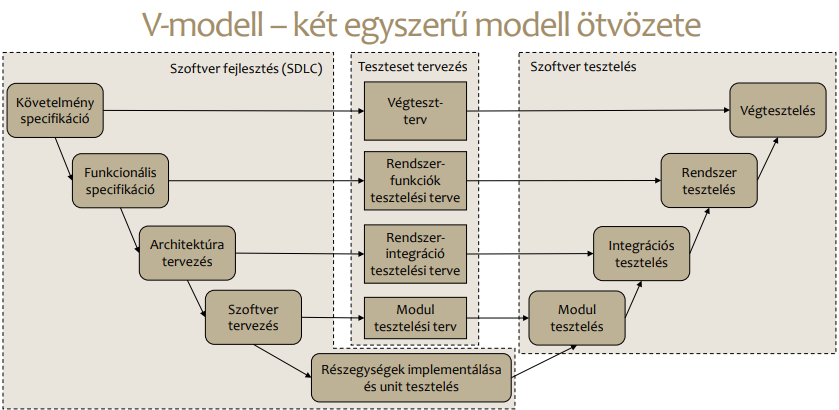 V-modell – két egyszerű modell ötvözete
Szoftver fejlesztés (SDLC)
Teszteset tervezés
Szoftver tesztelés
Követelmény
specifikáció
Végteszt-
terv
Végtesztelés
Funkcionális
specifikáció
Rendszer-
funkciók
tesztelési terve
Rendszer
tesztelés
Architektúra
tervezés
Rendszer-
integráció
tesztelési terve
Integrációs
tesztelés
Szoftver
tervezés
Modul
tesztelési terv
Modul
tesztelés
Részegységek implementálása
és unit tesztelés